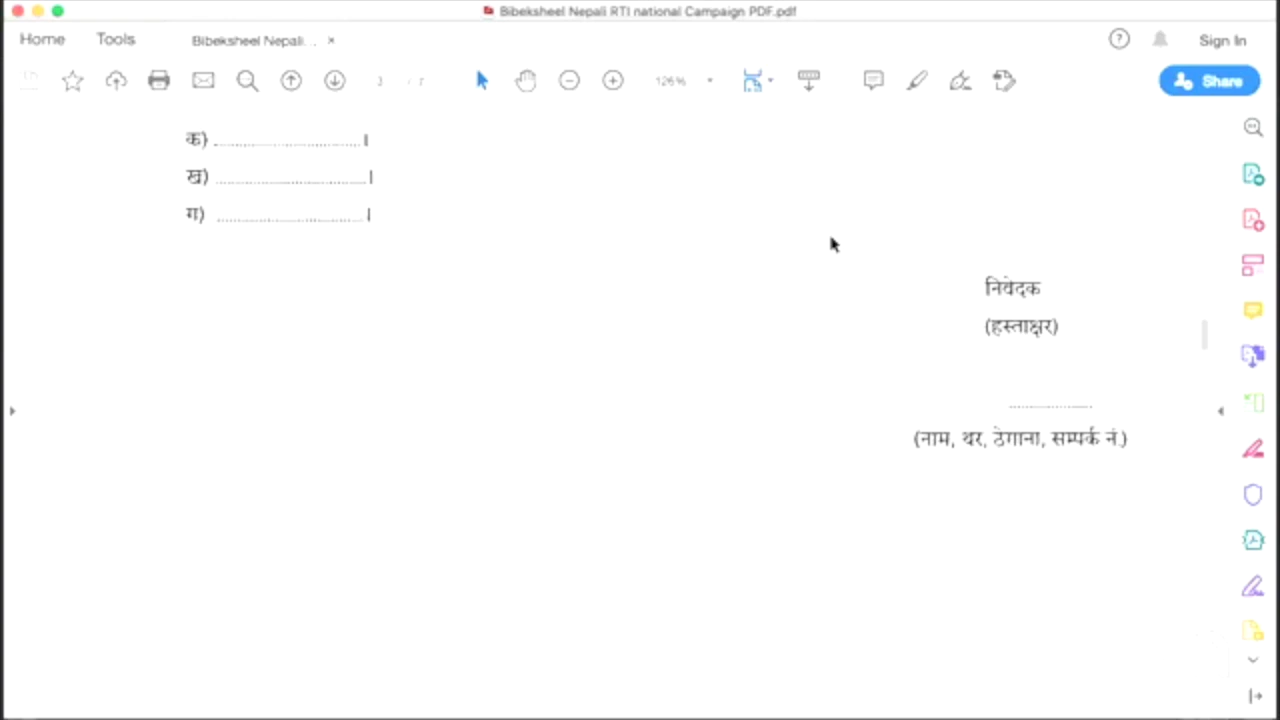 Bibeksheel Nepali RTI national Campaign PDF.pdf
Home Tools Bibeksheel Nepali... × ? Sign In
126% Share
क) ........................................ ।
ख) ........................................ ।
ग) ........................................ ।
निवेदक
(हस्ताक्षर)
......................
(नाम, थर, ठेगाना, सम्पर्क नं.)